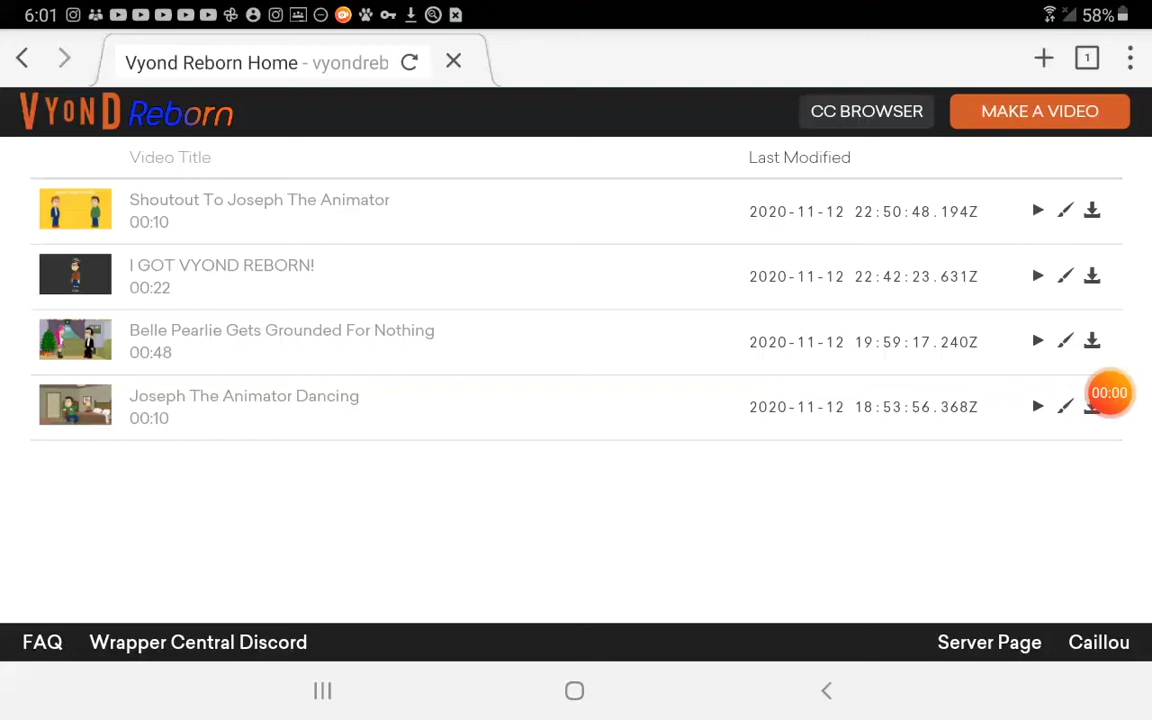 6:01
58%
Vyond Reborn Home - vyondreb
1
VYOND Reborn
CC BROWSER
MAKE A VIDEO
Video Title
Last Modified
Shoutout To Joseph The Animator
00:10
2020-11-12 22:50:48.194Z
I GOT VYOND REBORN!
00:22
2020-11-12 22:42:23.631Z
Belle Pearlie Gets Grounded For Nothing
00:48
2020-11-12 19:59:17.240Z
Joseph The Animator Dancing
00:10
2020-11-12 18:53:56.368Z
00:00
FAQ
Wrapper Central Discord
Server Page
Caillou